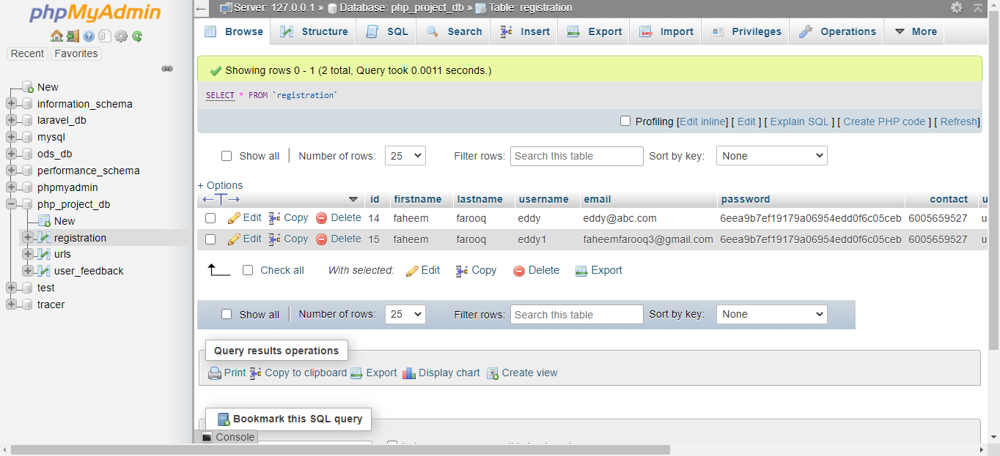 phpMyAdmin
Recent Favorites
New
information_schema
laravel_db
mysql
ods_db
performance_schema
phpmyadmin
php_project_db
New
registration
urls
user_feedback
test
tracer
Server: 127.0.0.1 » Database: php_project_db » Table: registration
Browse Structure SQL Search Insert Export Import Privileges Operations More
Showing rows 0 - 1 (2 total, Query took 0.0011 seconds.)
SELECT * FROM `registration`
Profiling [Edit inline] [ Edit ] [ Explain SQL ] [ Create PHP code ] [ Refresh]
Show all | Number of rows: 25 Filter rows: Search this table Sort by key: None
+ Options
←T→ id firstname lastname username email password contact u
Edit Copy Delete 14 faheem farooq eddy eddy@abc.com 6eea9b7ef19179a06954edd0f6c05ceb 6005659527 u
Edit Copy Delete 15 faheem farooq eddy1 faheemfarooq3@gmail.com 6eea9b7ef19179a06954edd0f6c05ceb 6005659527 u
Check all With selected: Edit Copy Delete Export
Show all | Number of rows: 25 Filter rows: Search this table Sort by key: None
Query results operations
Print Copy to clipboard Export Display chart Create view
Bookmark this SQL query
Console